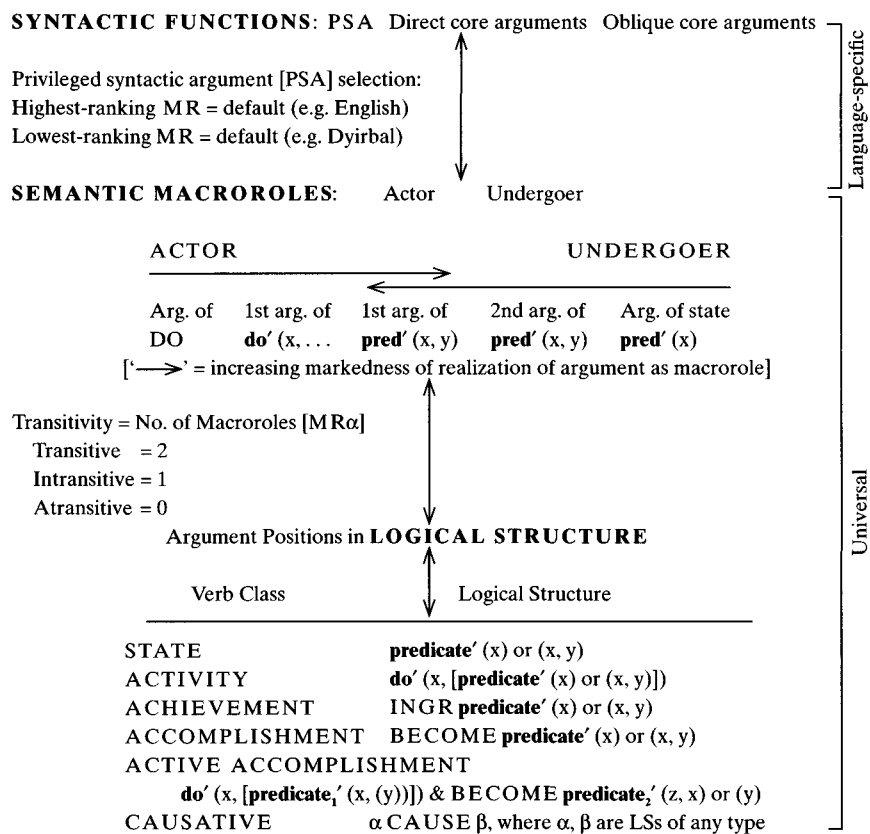 SYNTACTIC FUNCTIONS: PSA Direct core arguments Oblique core arguments
Privileged syntactic argument [PSA] selection:
Highest-ranking MR = default (e.g. English)
Lowest-ranking MR = default (e.g. Dyirbal)
Language-specific
SEMANTIC MACROROLES: Actor Undergoer
ACTOR UNDERGOER
Arg. of 1st arg. of 1st arg. of 2nd arg. of Arg. of state
DO do′ (x, ... pred′ (x, y) pred′ (x, y) pred′ (x)
[‘⟶’ = increasing markedness of realization of argument as macrorole]
Transitivity = No. of Macroroles [MRα]
Transitive = 2
Intransitive = 1
Atransitive = 0
Argument Positions in LOGICAL STRUCTURE
Universal
Verb Class Logical Structure
STATE predicate′ (x) or (x, y)
ACTIVITY do′ (x, [predicate′ (x) or (x, y)])
ACHIEVEMENT INGR predicate′ (x) or (x, y)
ACCOMPLISHMENT BECOME predicate′ (x) or (x, y)
ACTIVE ACCOMPLISHMENT
do′ (x, [predicate₁′ (x, (y))]) & BECOME predicate₂′ (z, x) or (y)
CAUSATIVE α CAUSE β, where α, β are LSs of any type